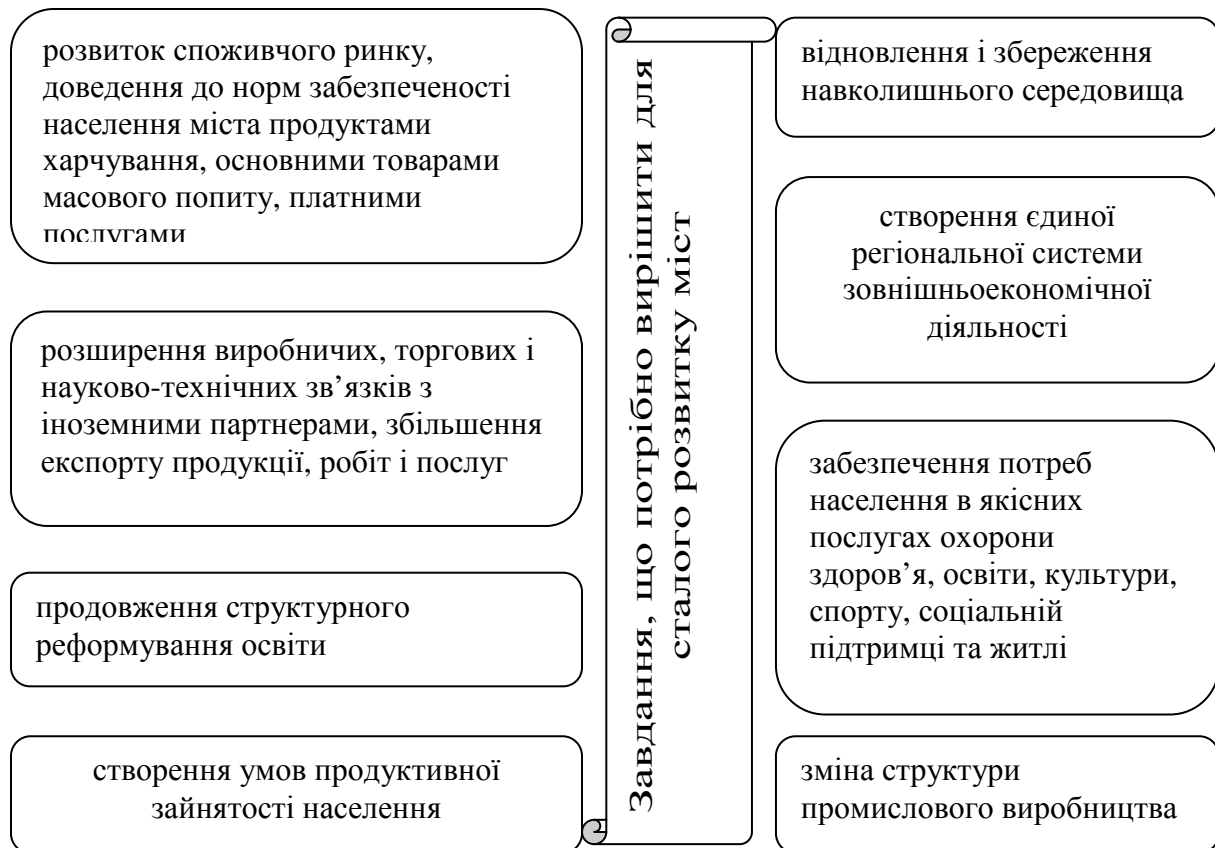 розвиток споживчого ринку,
доведення до норм забезпеченості
населення міста продуктами
харчування, основними товарами
масового попиту, платними
послугами
розширення виробничих, торгових і
науково-технічних зв’язків з
іноземними партнерами, збільшення
експорту продукції, робіт і послуг
продовження структурного
реформування освіти
створення умов продуктивної
зайнятості населення
Завдання, що потрібно вирішити для
сталого розвитку міст
відновлення і збереження
навколишнього середовища
створення єдиної
регіональної системи
зовнішньоекономічної
діяльності
забезпечення потреб
населення в якісних
послугах охорони
здоров’я, освіти, культури,
спорту, соціальній
підтримці та житлі
зміна структури
промислового виробництва